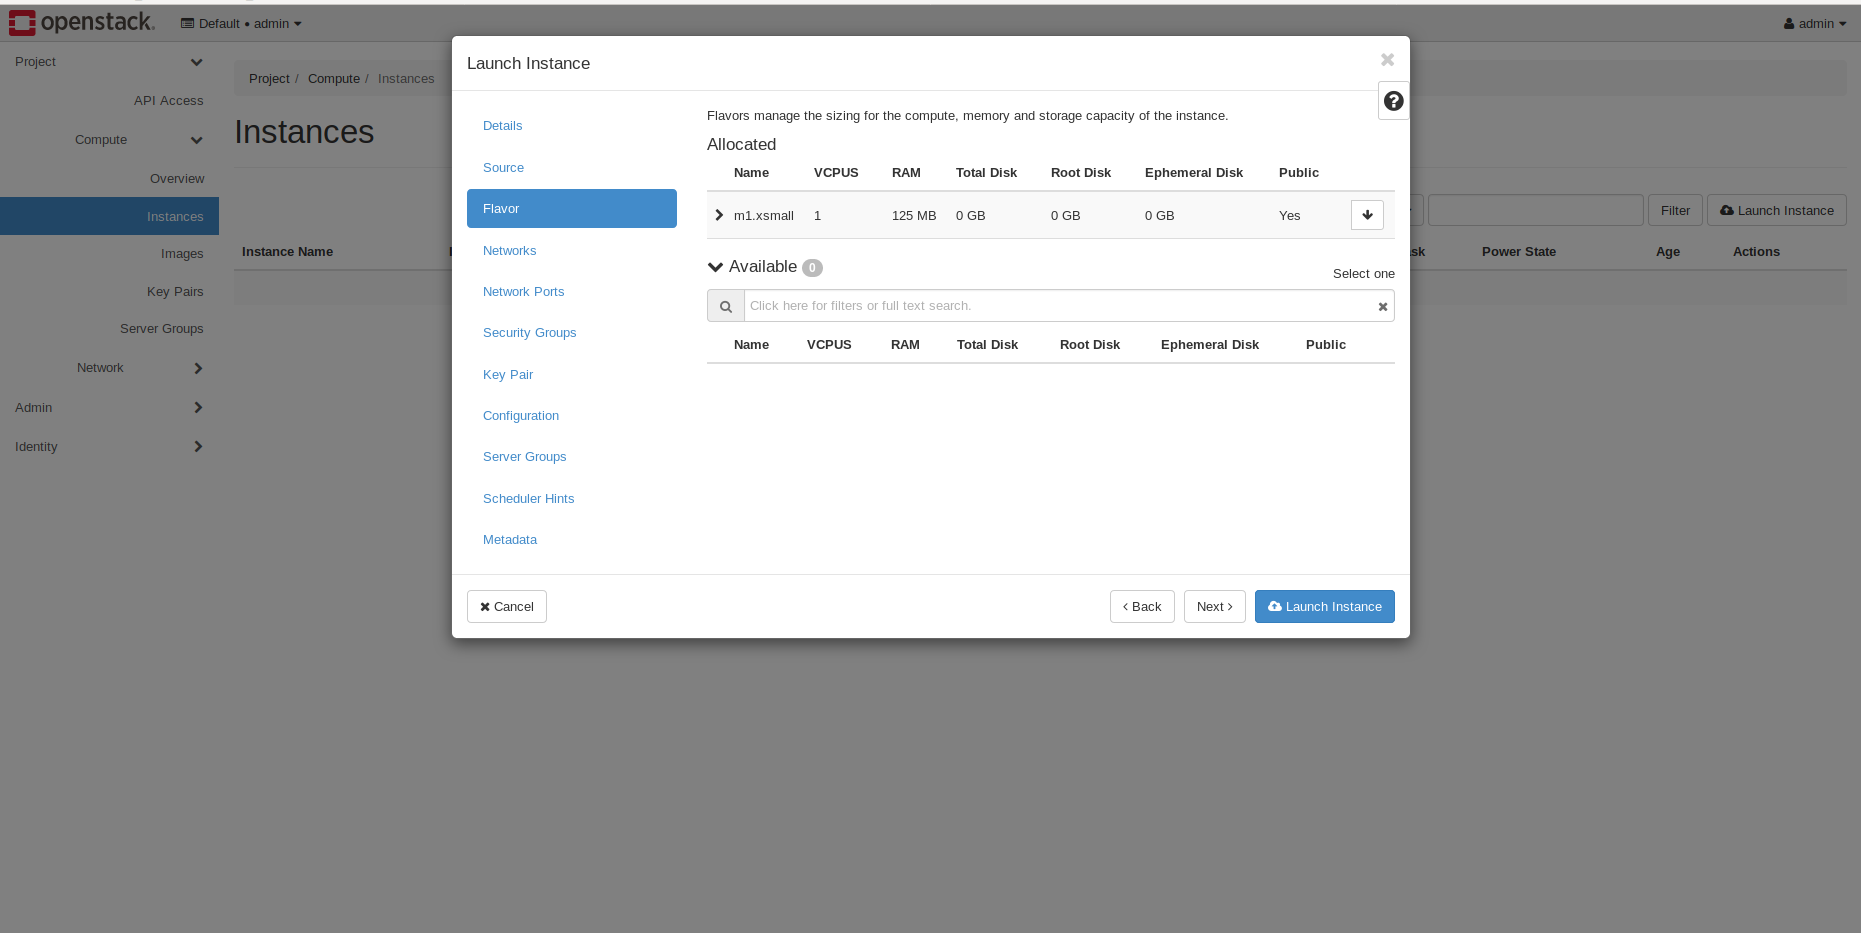 openstack. Default • admin admin
Project
API Access
Compute
Overview
Instances
Images
Key Pairs
Server Groups
Network
Admin
Identity
Project / Compute / Instances
Instances
Filter Launch Instance
Instance Name Power State Age Actions
Launch Instance
Details
Source
Flavor
Networks
Network Ports
Security Groups
Key Pair
Configuration
Server Groups
Scheduler Hints
Metadata
Flavors manage the sizing for the compute, memory and storage capacity of the instance.
Allocated
Name VCPUS RAM Total Disk Root Disk Ephemeral Disk Public
m1.xsmall 1 125 MB 0 GB 0 GB 0 GB Yes
Available 0
Select one
Click here for filters or full text search.
Name VCPUS RAM Total Disk Root Disk Ephemeral Disk Public
Cancel < Back Next > Launch Instance